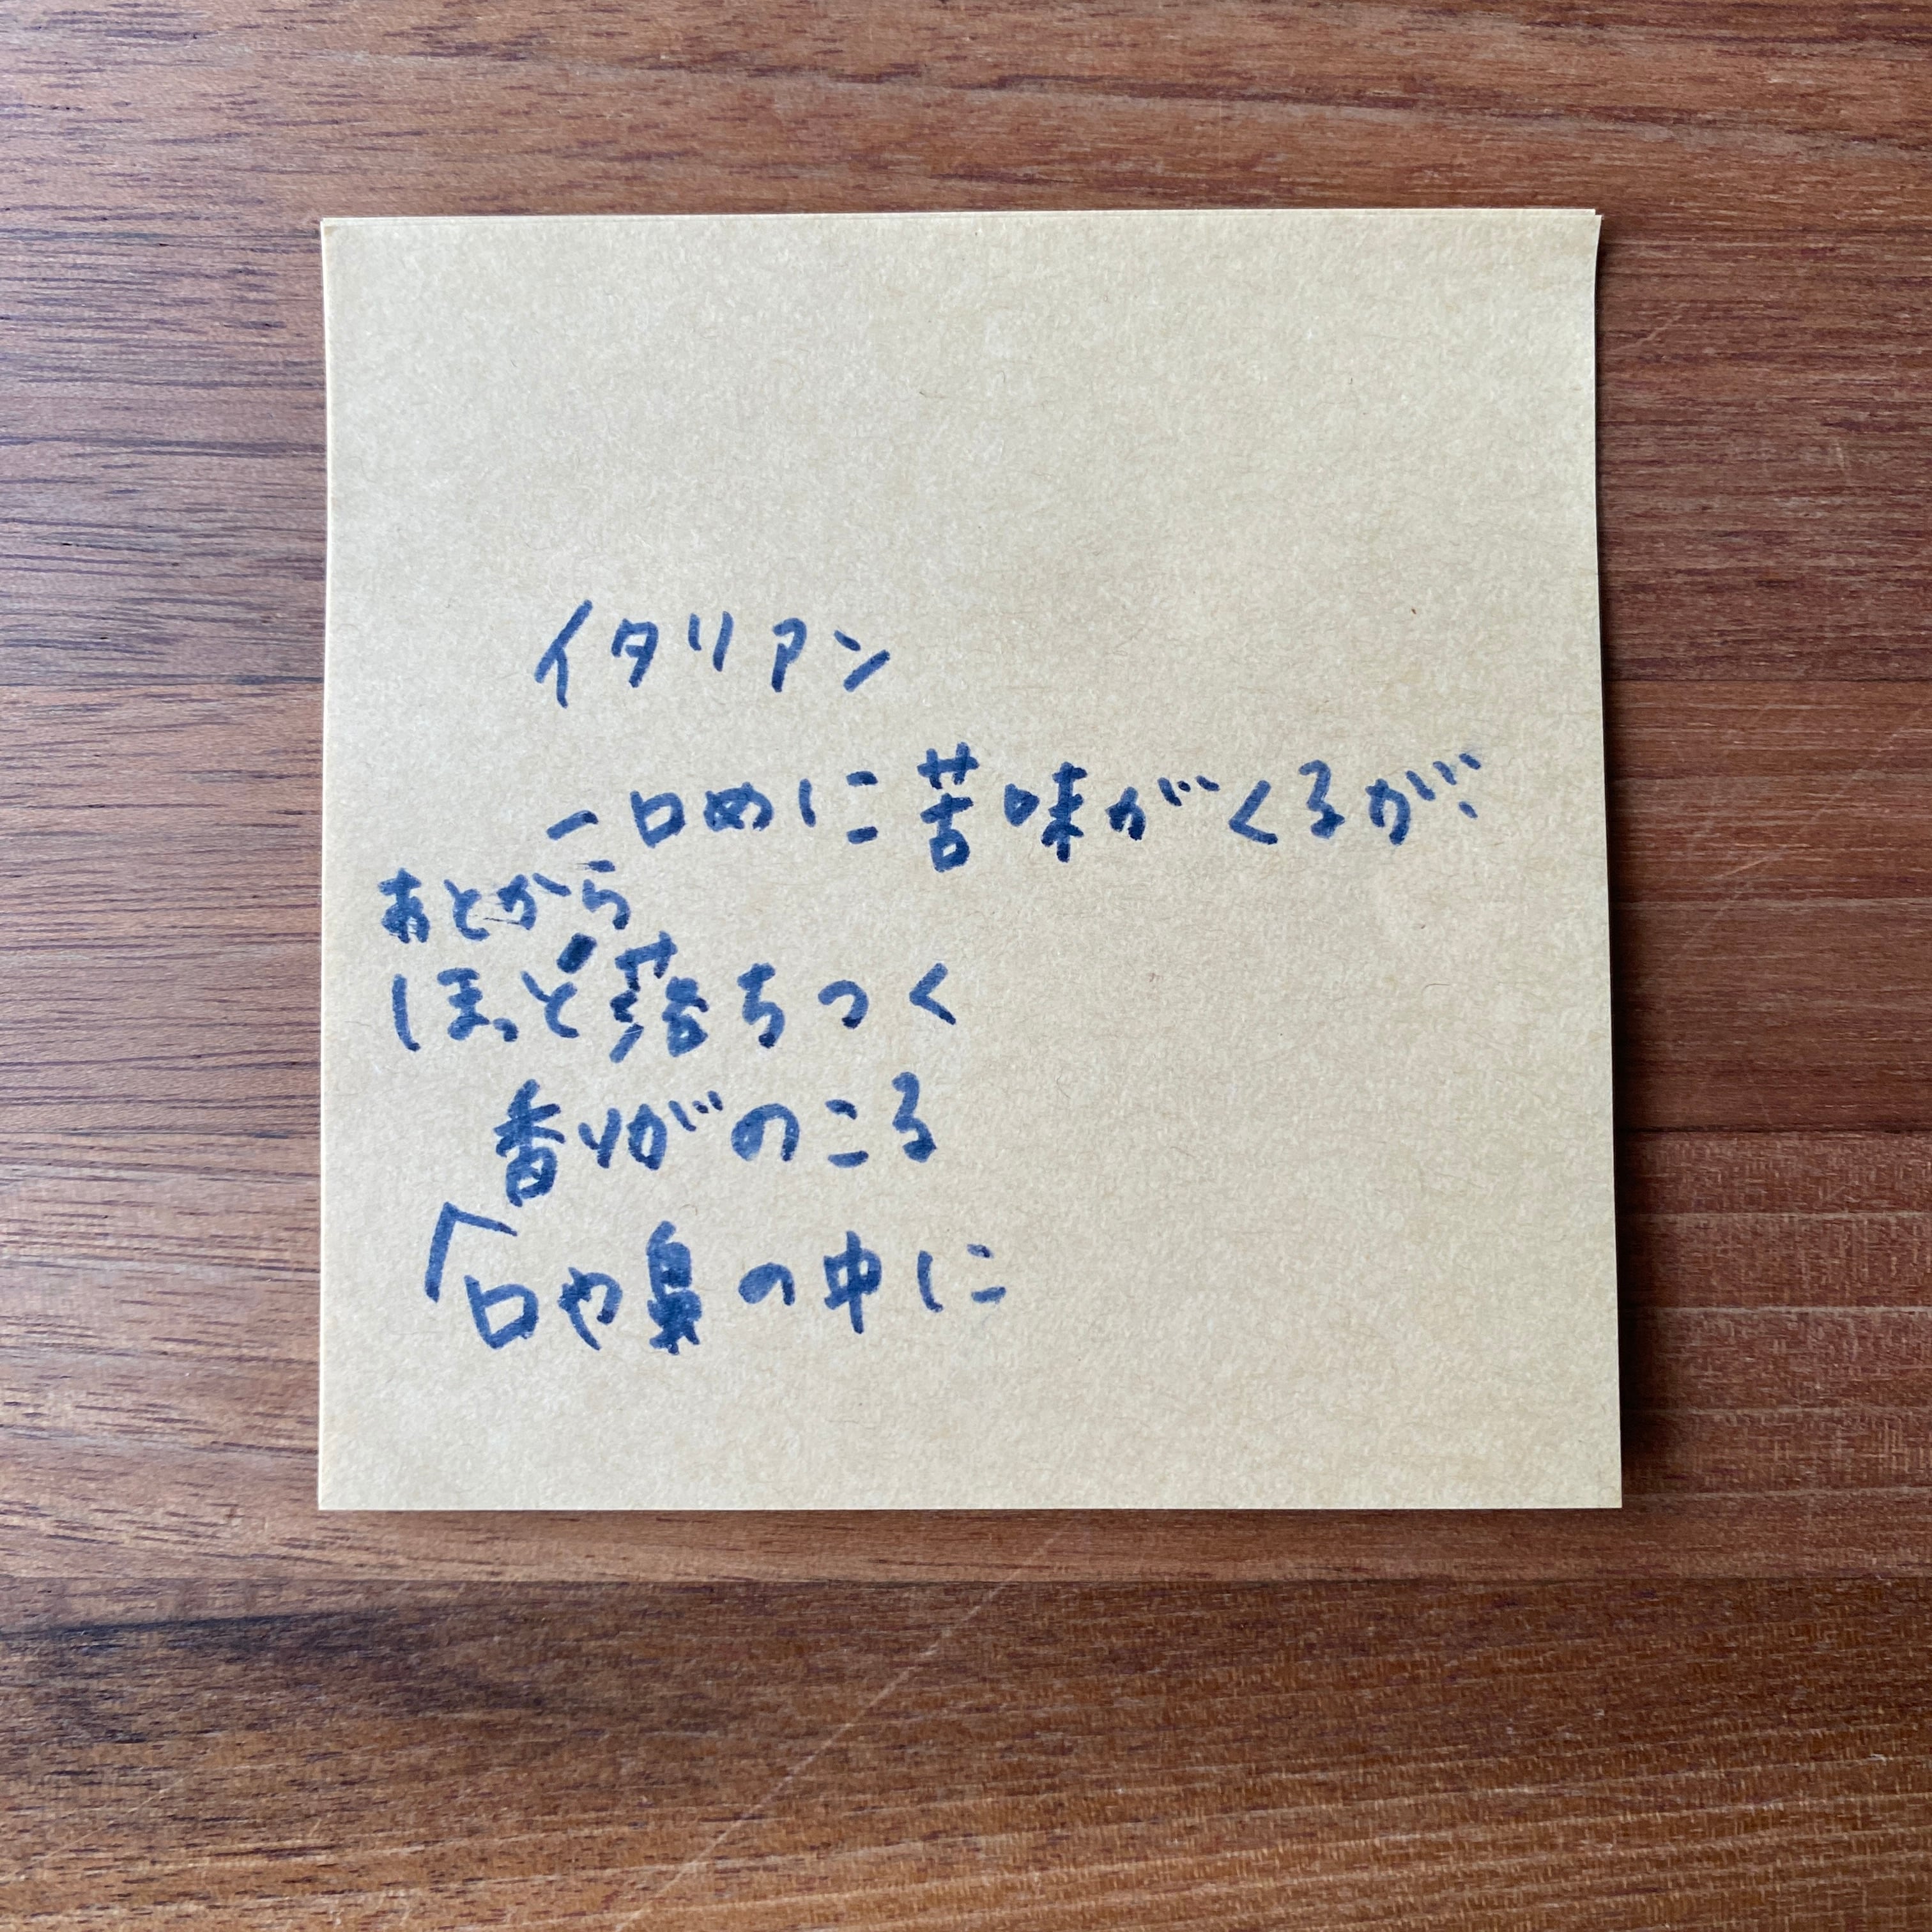 イタリアン
一口めに苦味がくるが、
あとから
ほっと落ちつく
香りがのこる
口や鼻の中に